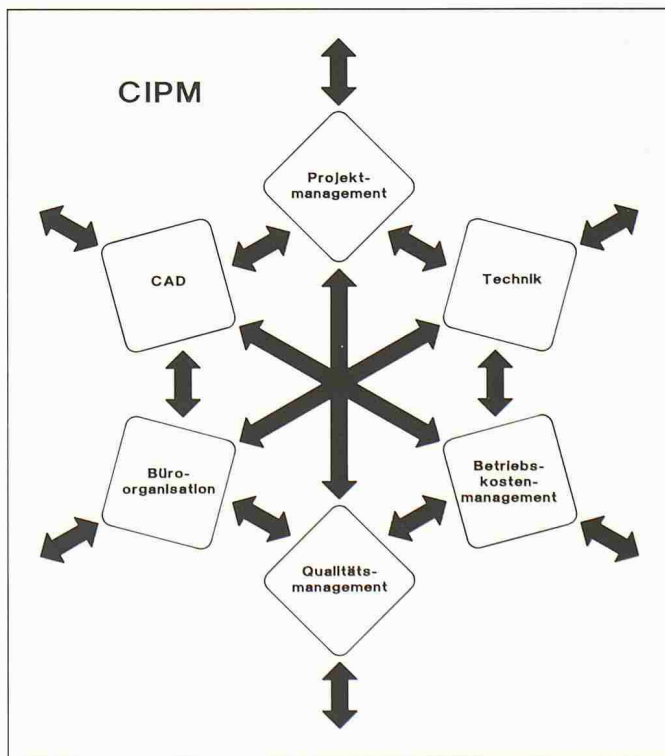 CIPM
Projekt-
management
CAD
Technik
Büro-
organisation
Betriebs-
kosten-
management
Qualitäts-
management